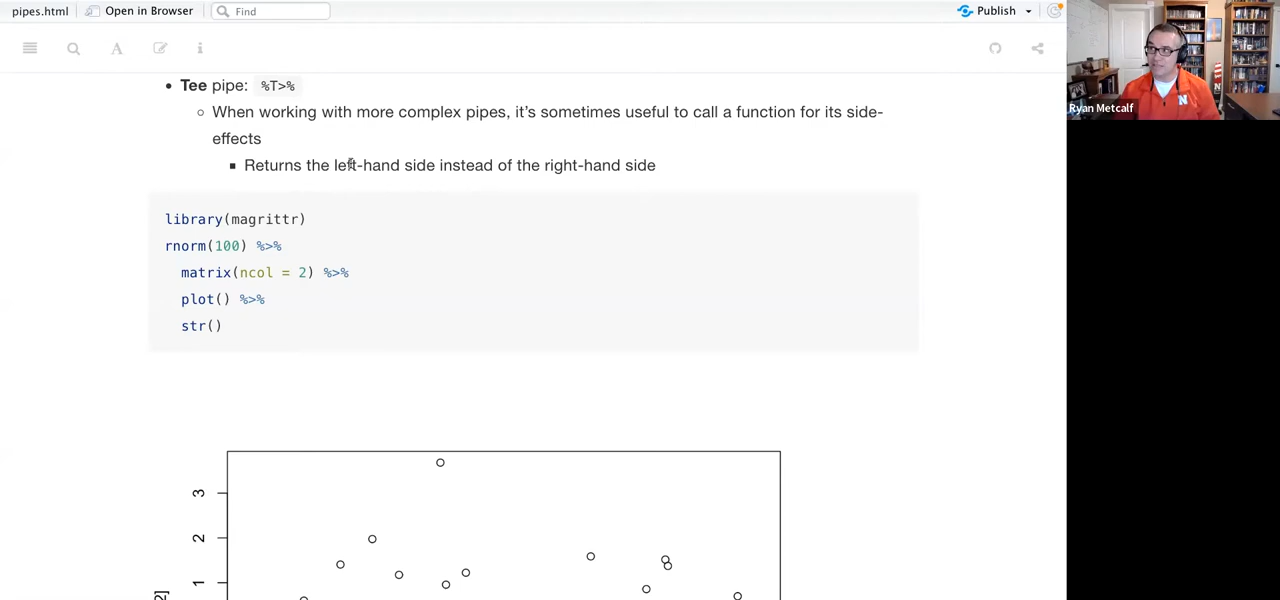 pipes.html Open in Browser Find Publish
Ryan Metcalf
A i
• Tee pipe: %T>%
○ When working with more complex pipes, it's sometimes useful to call a function for its side-
effects
▪ Returns the left-hand side instead of the right-hand side
library(magrittr)
rnorm(100) %>%
matrix(ncol = 2) %>%
plot() %>%
str()
3
2
1
2]